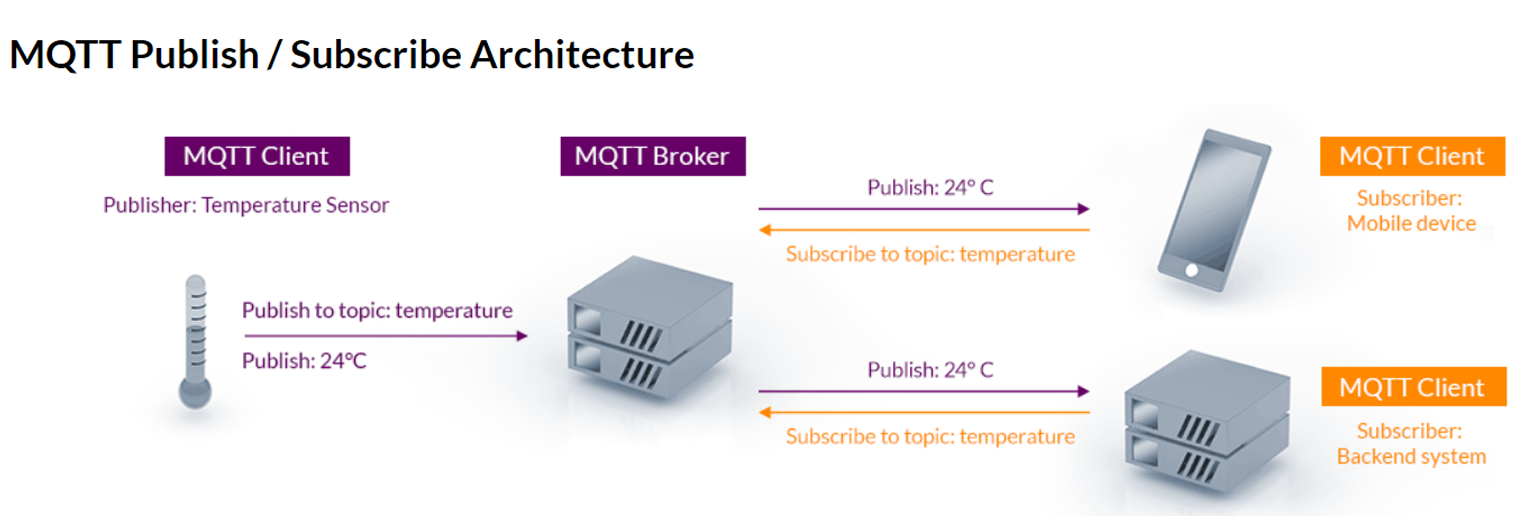 MQTT Publish / Subscribe Architecture
MQTT Client
Publisher: Temperature Sensor
Publish to topic: temperature
Publish: 24°C
MQTT Broker
Publish: 24° C
Subscribe to topic: temperature
MQTT Client
Subscriber:
Mobile device
Publish: 24° C
Subscribe to topic: temperature
MQTT Client
Subscriber:
Backend system